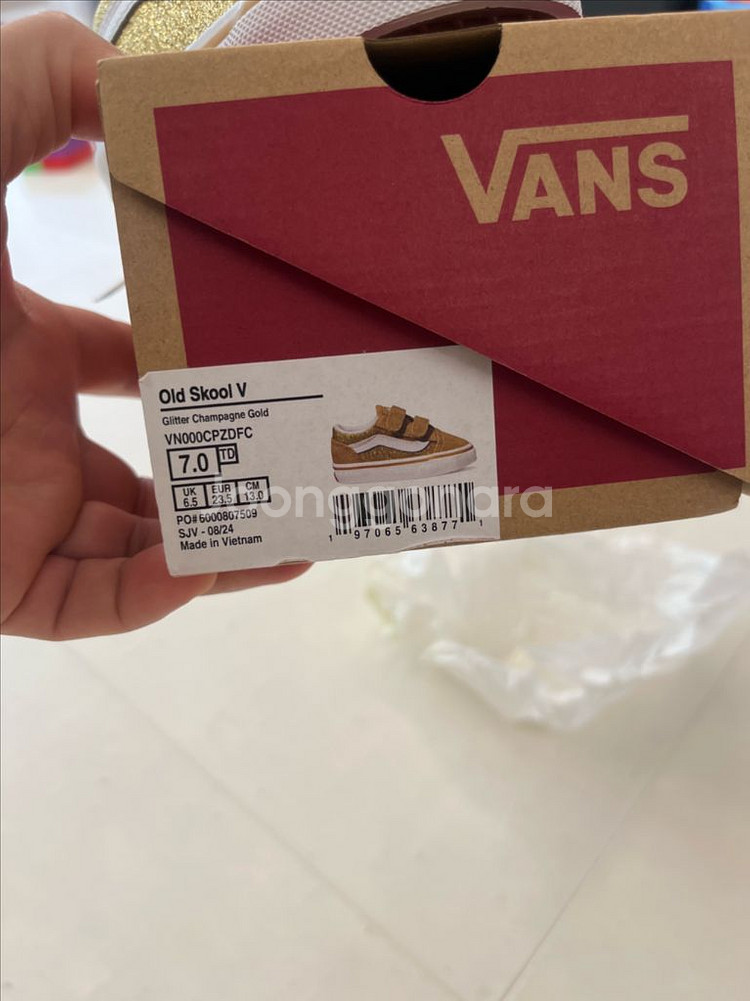 VANS
Old Skool V
Glitter Champagne Gold
VN000CPZDFC
7.0 TD
UK EUR CM
6.5 23.5 13.0
PO# 6000807509
SJV - 08/24
Made in Vietnam
1 97065 63877 1
joonggonara